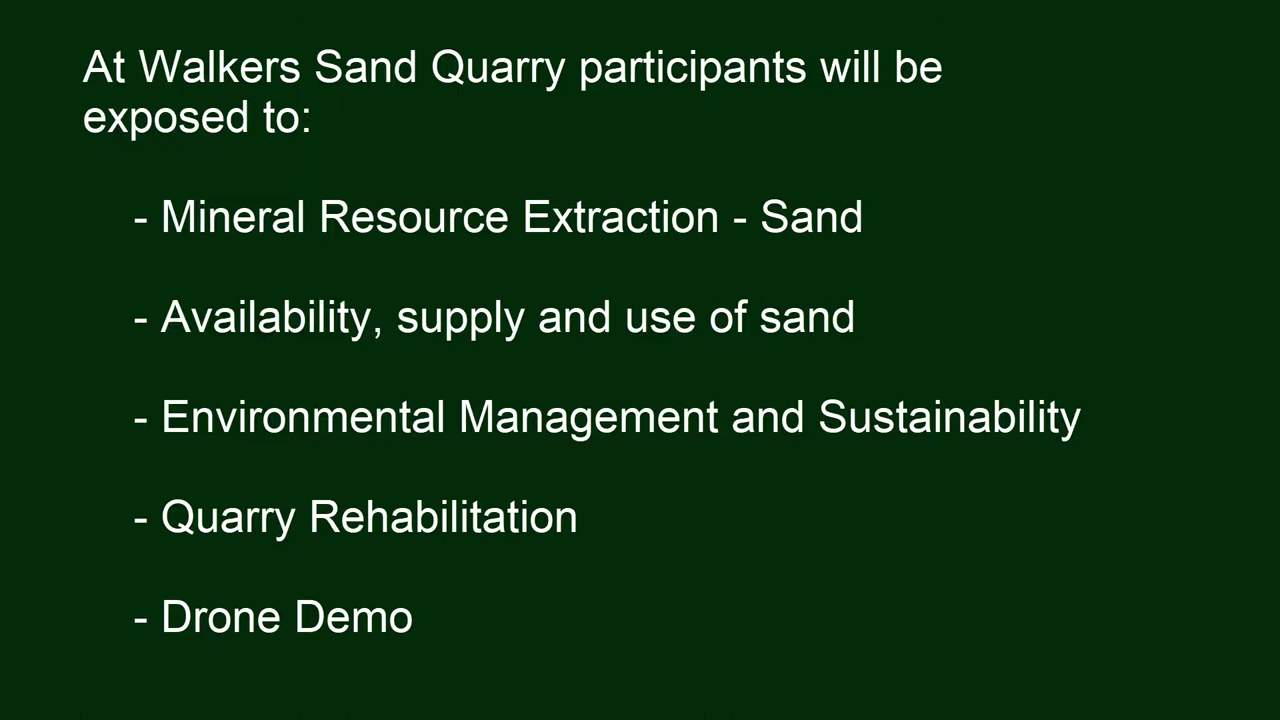 At Walkers Sand Quarry participants will be
exposed to:
- Mineral Resource Extraction - Sand
- Availability, supply and use of sand
- Environmental Management and Sustainability
- Quarry Rehabilitation
- Drone Demo